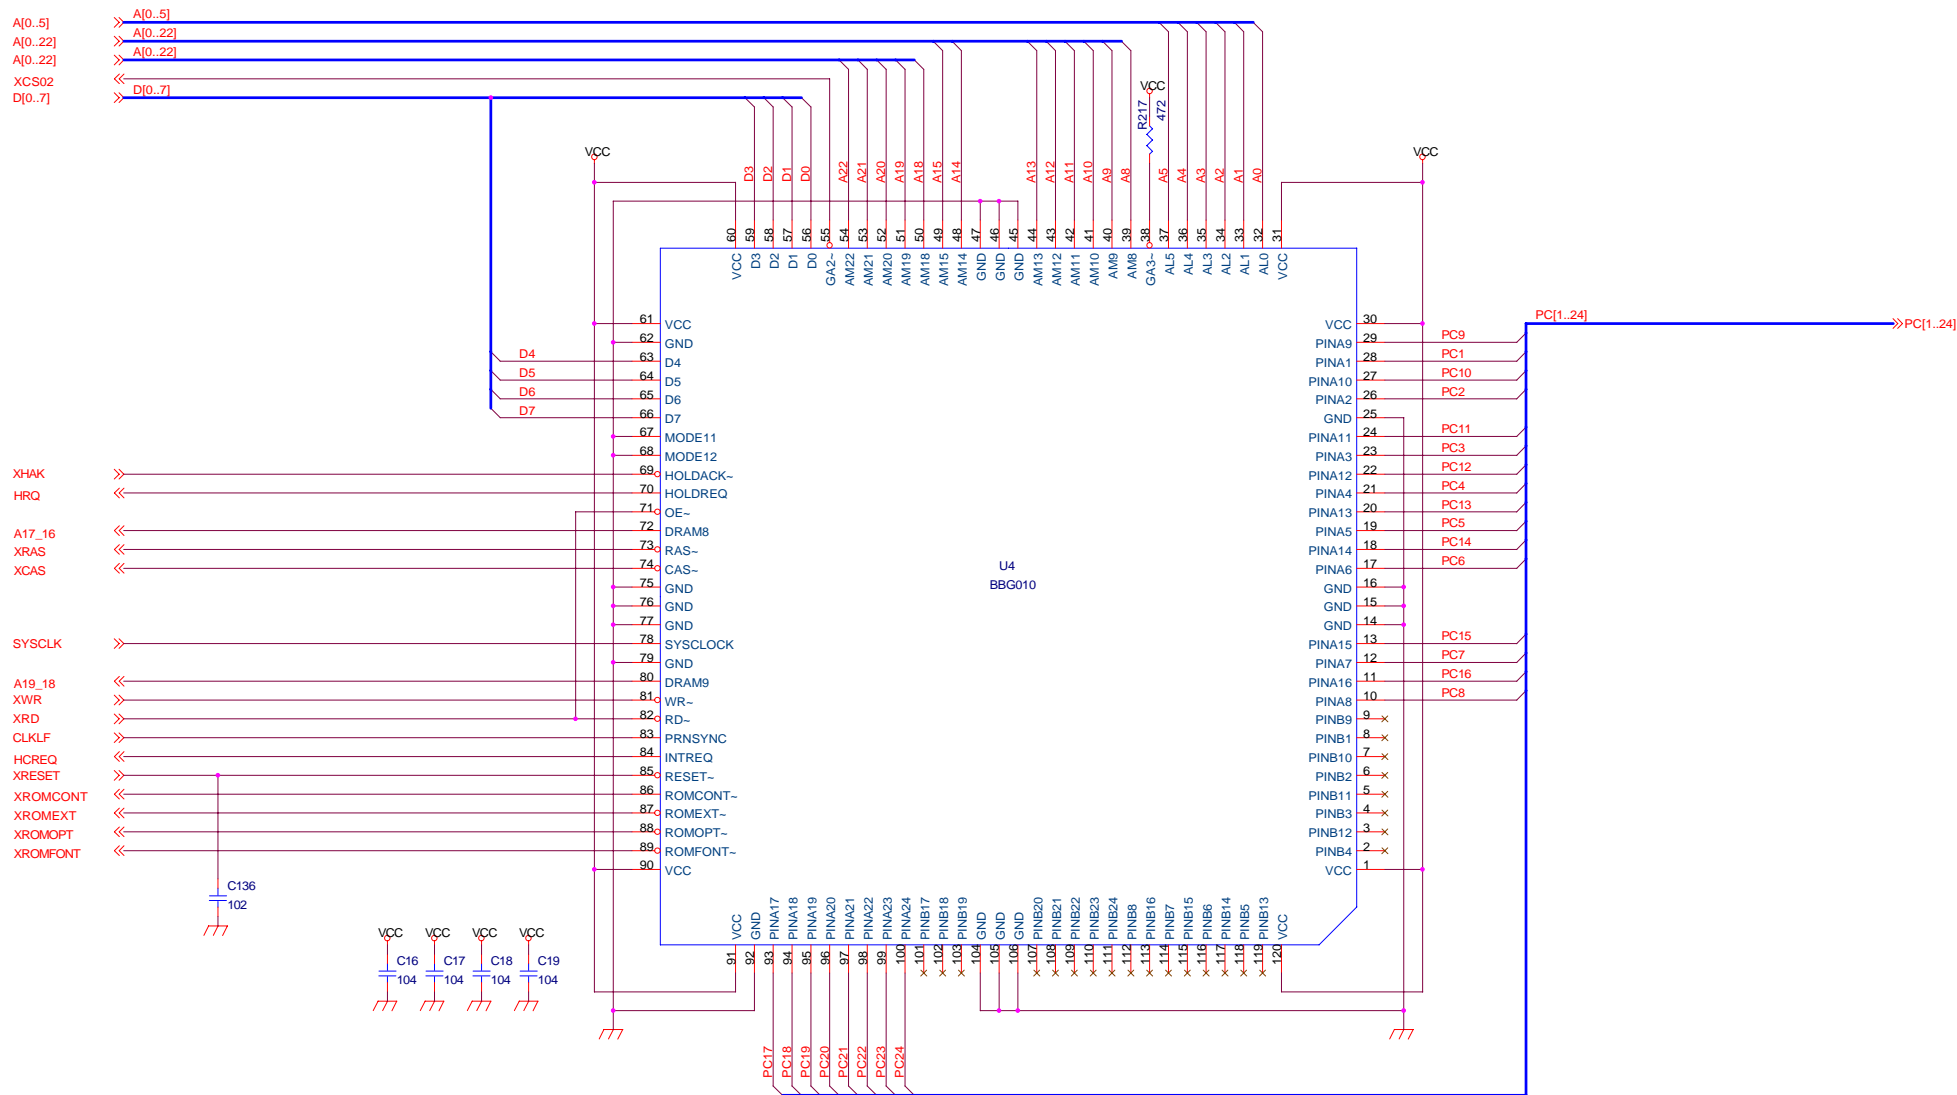 A[0..5] A[0..5]
A[0..22] A[0..22]
A[0..22] A[0..22]
XCS02
D[0..7] D[0..7]
VCC
R217
472
VCC
VCC
D3 D2 D1 D0 A22 A21 A20 A19 A18 A15 A14 A13 A12 A11 A10 A9 A8 A5 A4 A3 A2 A1 A0
60 59 58 57 56 55 54 53 52 51 50 49 48 47 46 45 44 43 42 41 40 39 38 37 36 35 34 33 32 31
VCC D3 D2 D1 D0 GA2~ AM22 AM21 AM20 AM19 AM18 AM15 AM14 GND GND GND AM13 AM12 AM11 AM10 AM9 AM8 GA3~ AL5 AL4 AL3 AL2 AL1 AL0 VCC
61 VCC
62 GND
D4 63 D4
D5 64 D5
D6 65 D6
D7 66 D7
67 MODE11
68 MODE12
XHAK 69 HOLDACK~
HRQ 70 HOLDREQ
71 OE~
A17_16 72 DRAM8
XRAS 73 RAS~
XCAS 74 CAS~
75 GND
76 GND
77 GND
SYSCLK 78 SYSCLOCK
79 GND
A19_18 80 DRAM9
XWR 81 WR~
XRD 82 RD~
CLKLF 83 PRNSYNC
HCREQ 84 INTREQ
XRESET 85 RESET~
XROMCONT 86 ROMCONT~
XROMEXT 87 ROMEXT~
XROMOPT 88 ROMOPT~
XROMFONT 89 ROMFONT~
90 VCC
U4
BBG010
PC[1..24] PC[1..24]
VCC 30
PINA9 29 PC9
PINA1 28 PC1
PINA10 27 PC10
PINA2 26 PC2
GND 25
PINA11 24 PC11
PINA3 23 PC3
PINA12 22 PC12
PINA4 21 PC4
PINA13 20 PC13
PINA5 19 PC5
PINA14 18 PC14
PINA6 17 PC6
GND 16
GND 15
GND 14
PINA15 13 PC15
PINA7 12 PC7
PINA16 11 PC16
PINA8 10 PC8
PINB9 9
PINB1 8
PINB10 7
PINB2 6
PINB11 5
PINB3 4
PINB12 3
PINB4 2
VCC 1
C136
102
VCC VCC VCC VCC
C16 C17 C18 C19
104 104 104 104
VCC GND PINA17 PINA18 PINA19 PINA20 PINA21 PINA22 PINA23 PINA24 PINB17 PINB18 PINB19 GND GND GND PINB20 PINB21 PINB22 PINB23 PINB24 PINB8 PINB16 PINB7 PINB15 PINB6 PINB14 PINB5 PINB13 VCC
91 92 93 94 95 96 97 98 99 100 101 102 103 104 105 106 107 108 109 110 111 112 113 114 115 116 117 118 119 120
PC17 PC18 PC19 PC20 PC21 PC22 PC23 PC24